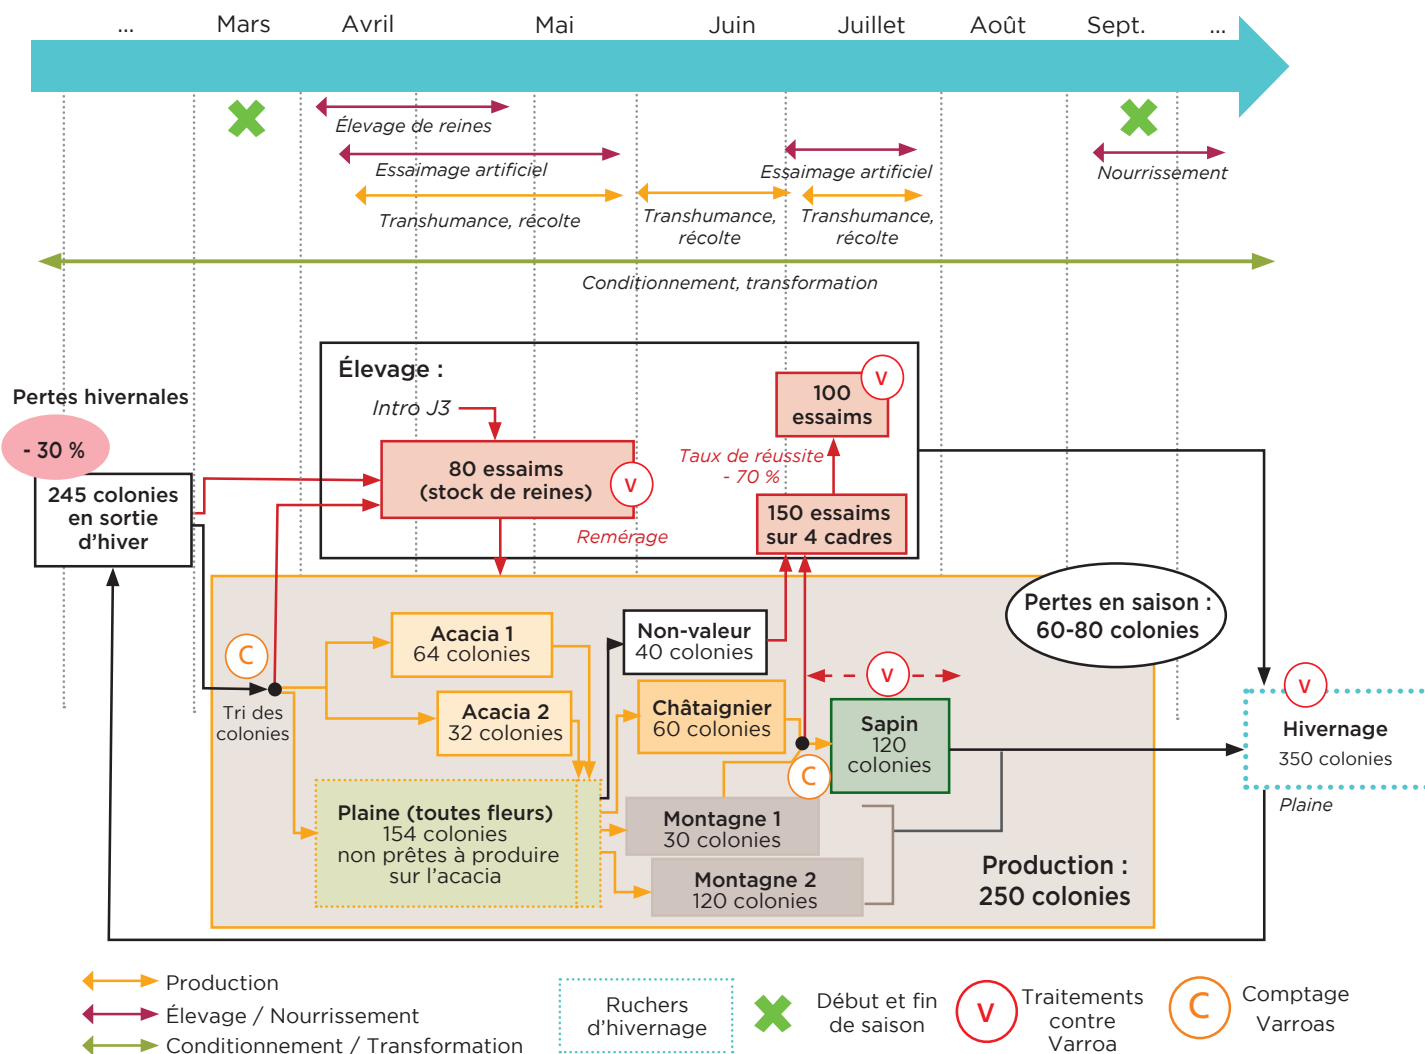 ...
Mars
Avril
Mai
Juin
Juillet
Août
Sept.
...
Élevage de reines
Essaimage artificiel
Transhumance, récolte
Transhumance,
récolte
Essaimage artificiel
Transhumance,
récolte
Nourrissement
Conditionnement, transformation
Pertes hivernales
- 30 %
245 colonies
en sortie
d'hiver
Élevage :
Intro J3
80 essaims
(stock de reines)
V
Remérage
100
essaims
V
Taux de réussite
- 70 %
150 essaims
sur 4 cadres
Pertes en saison :
60-80 colonies
C
Tri des
colonies
Acacia 1
64 colonies
Acacia 2
32 colonies
Plaine (toutes fleurs)
154 colonies
non prêtes à produire
sur l'acacia
Non-valeur
40 colonies
Châtaignier
60 colonies
Montagne 1
30 colonies
Montagne 2
120 colonies
V
C
Sapin
120
colonies
Production :
250 colonies
V
Hivernage
350 colonies
Plaine
Production
Élevage / Nourrissement
Conditionnement / Transformation
Ruchers
d'hivernage
Début et fin
de saison
V
Traitements
contre
Varroa
C
Comptage
Varroas